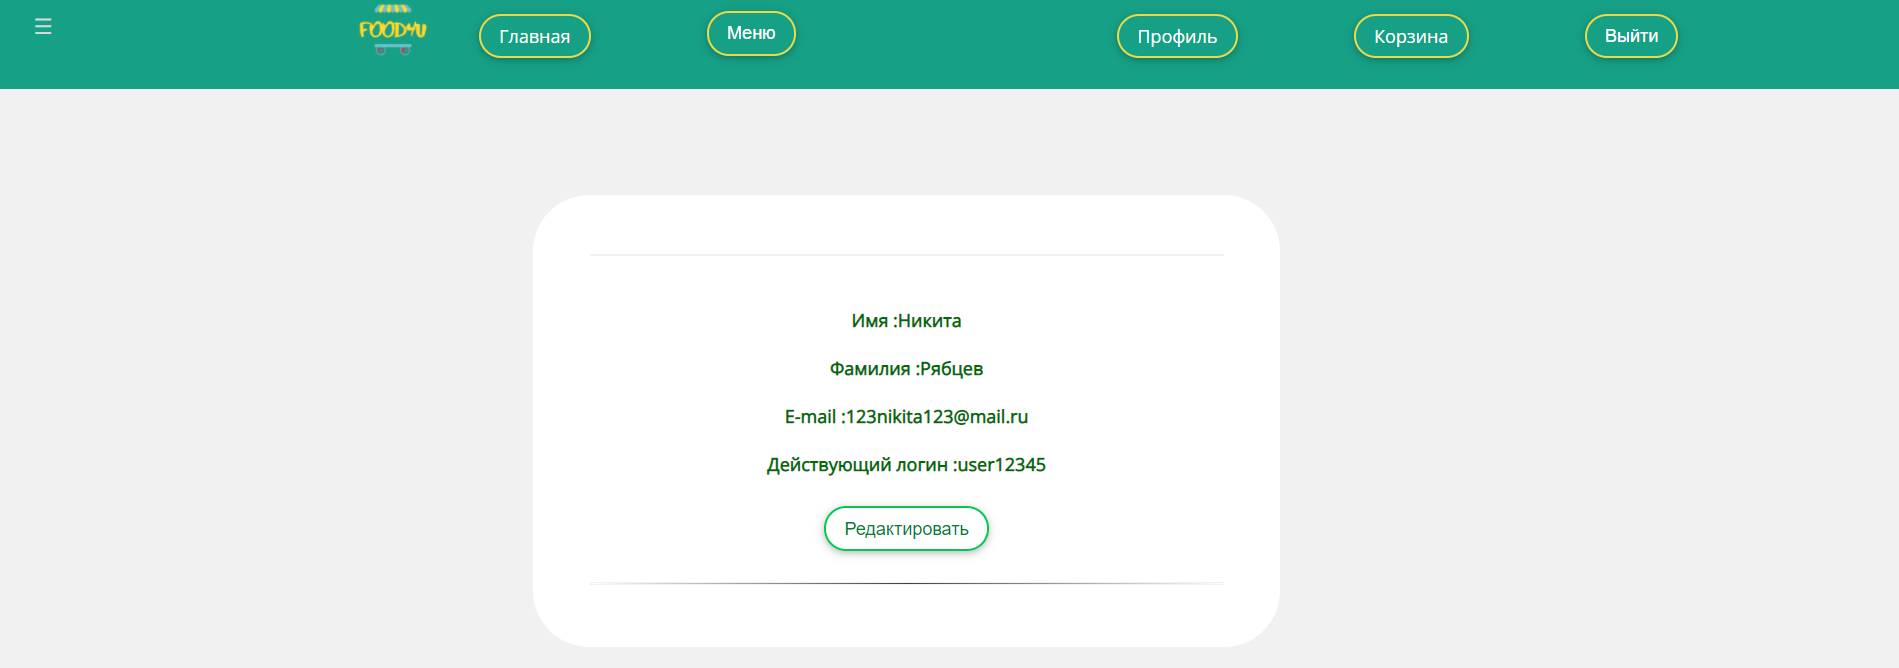 FOOD4U
Главная
Меню
Профиль
Корзина
Выйти
Имя :Никита
Фамилия :Рябцев
E-mail :123nikita123@mail.ru
Действующий логин :user12345
Редактировать